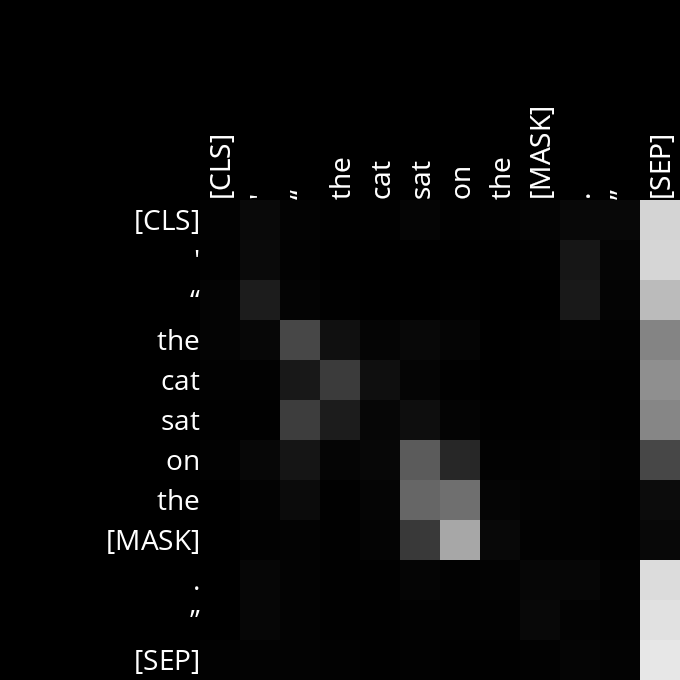 [CLS] ' “ the cat sat on the [MASK] . ” [SEP]
[CLS]
'
“
the
cat
sat
on
the
[MASK]
.
”
[SEP]